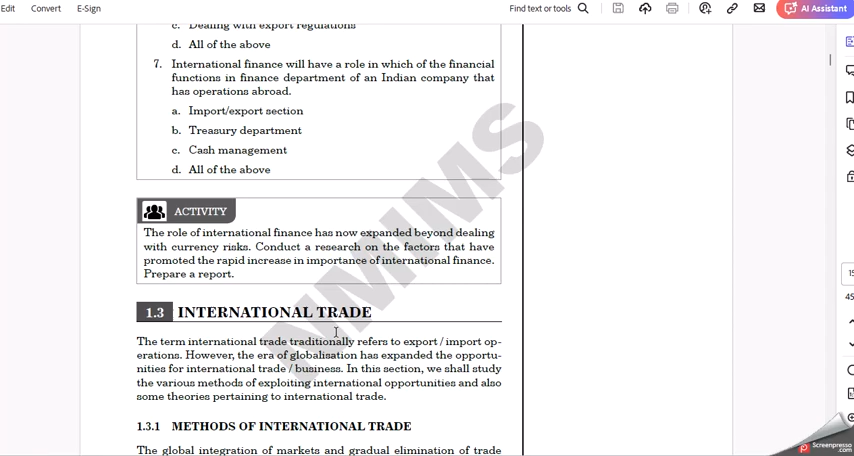 Edit Convert E-Sign Find text or tools AI Assistant
c. Dealing with export regulations
d. All of the above
7. International finance will have a role in which of the financial
functions in finance department of an Indian company that
has operations abroad.
a. Import/export section
b. Treasury department
c. Cash management
d. All of the above
ACTIVITY
The role of international finance has now expanded beyond dealing
with currency risks. Conduct a research on the factors that have
promoted the rapid increase in importance of international finance.
Prepare a report.
NMIMS
1.3 INTERNATIONAL TRADE
The term international trade traditionally refers to export / import op-
erations. However, the era of globalisation has expanded the opportu-
nities for international trade / business. In this section, we shall study
the various methods of exploiting international opportunities and also
some theories pertaining to international trade.
1.3.1 METHODS OF INTERNATIONAL TRADE
The global integration of markets and gradual elimination of trade
Screenpresso
.com